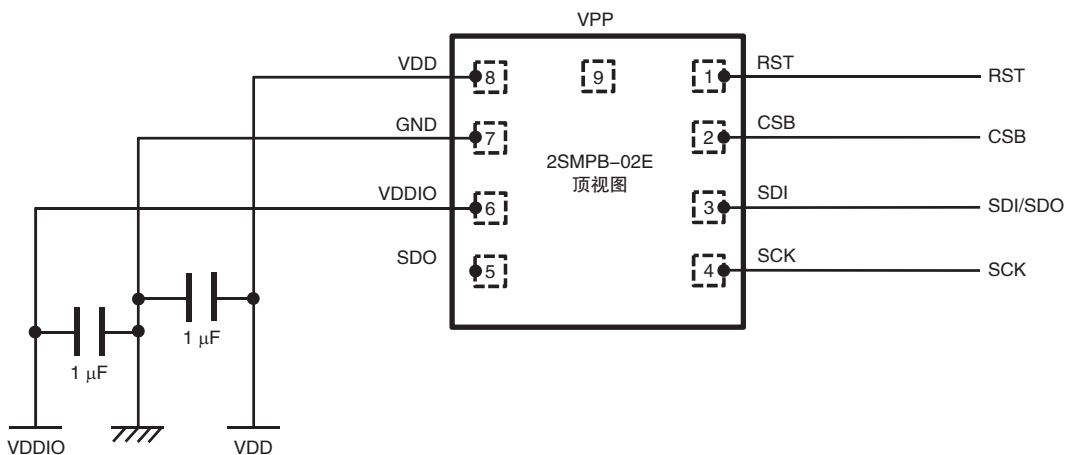 VPP
VDD
8
9
1
RST
RST
GND
7
2
CSB
CSB
2SMPB-02E
顶视图
VDDIO
6
3
SDI
SDI/SDO
SDO
5
4
SCK
SCK
1 μF
1 μF
VDDIO
VDD